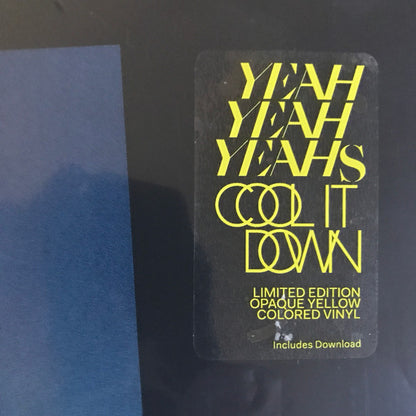 YEAH
YEAH
YEAHS
COOL IT
DOWN
LIMITED EDITION
OPAQUE YELLOW
COLORED VINYL
Includes Download